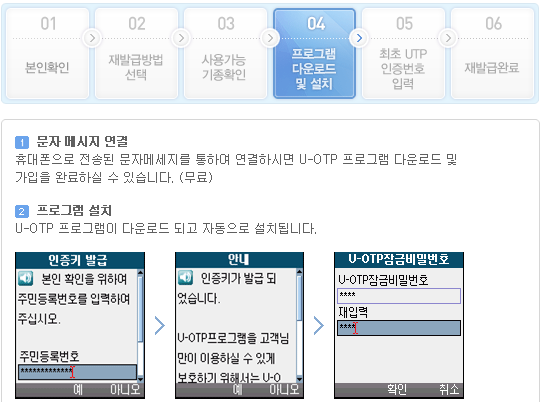 01
본인확인
02
재발급방법
선택
03
사용가능
기종확인
04
프로그램
다운로드
및 설치
05
최초 UTP
인증번호
입력
06
재발급완료
1 문자 메시지 연결
휴대폰으로 전송된 문자메세지를 통하여 연결하시면 U-OTP 프로그램 다운로드 및
가입을 완료하실 수 있습니다. (무료)
2 프로그램 설치
U-OTP 프로그램이 다운로드 되고 자동으로 설치됩니다.
인증키 발급
본인 확인을 위하여
주민등록번호를 입력하여
주십시오.
주민등록번호
*************
예 아니오
안내
인증키가 발급 되
었습니다.
U-OTP프로그램을 고객님
만이 이용하실 수 있게
보호하기 위해서는 U-O
예 아니오
U-OTP잠금비밀번호
U-OTP잠금비밀번호
****
재입력
****
확인 취소